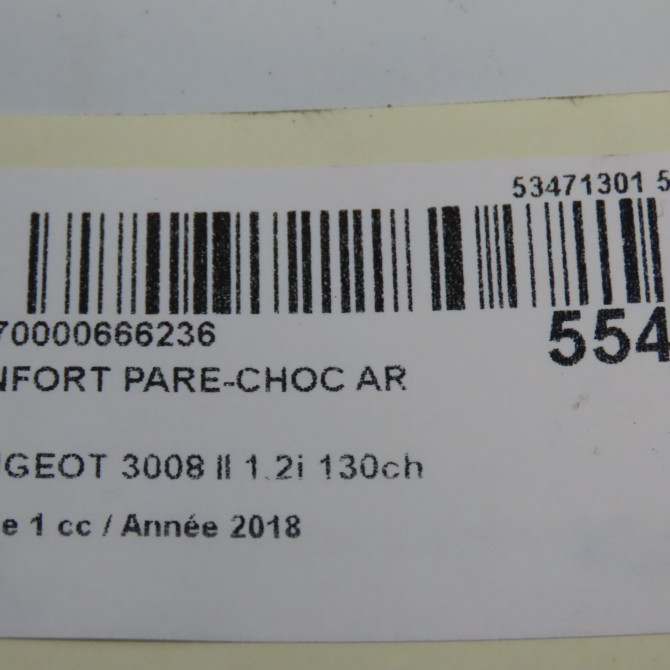 53471301 5
70000666236
554
NFORT PARE-CHOC AR
GEOT 3008 II 1.2i 130ch
e 1 cc / Année 2018